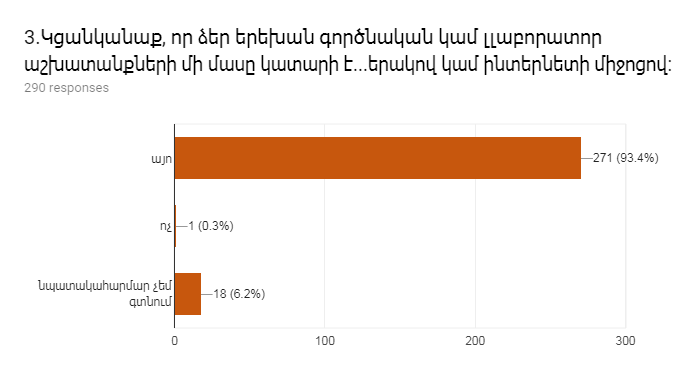 3.Կցանկանաք, որ ձեր երեխան գործնական կամ լլաբորատոր
աշխատանքների մի մասը կատարի է...երակով կամ ինտերնետի միջոցով:
290 responses
այո
271 (93.4%)
ոչ
1 (0.3%)
նպատակահարմար չեմ
գտնում
18 (6.2%)
0
100
200
300